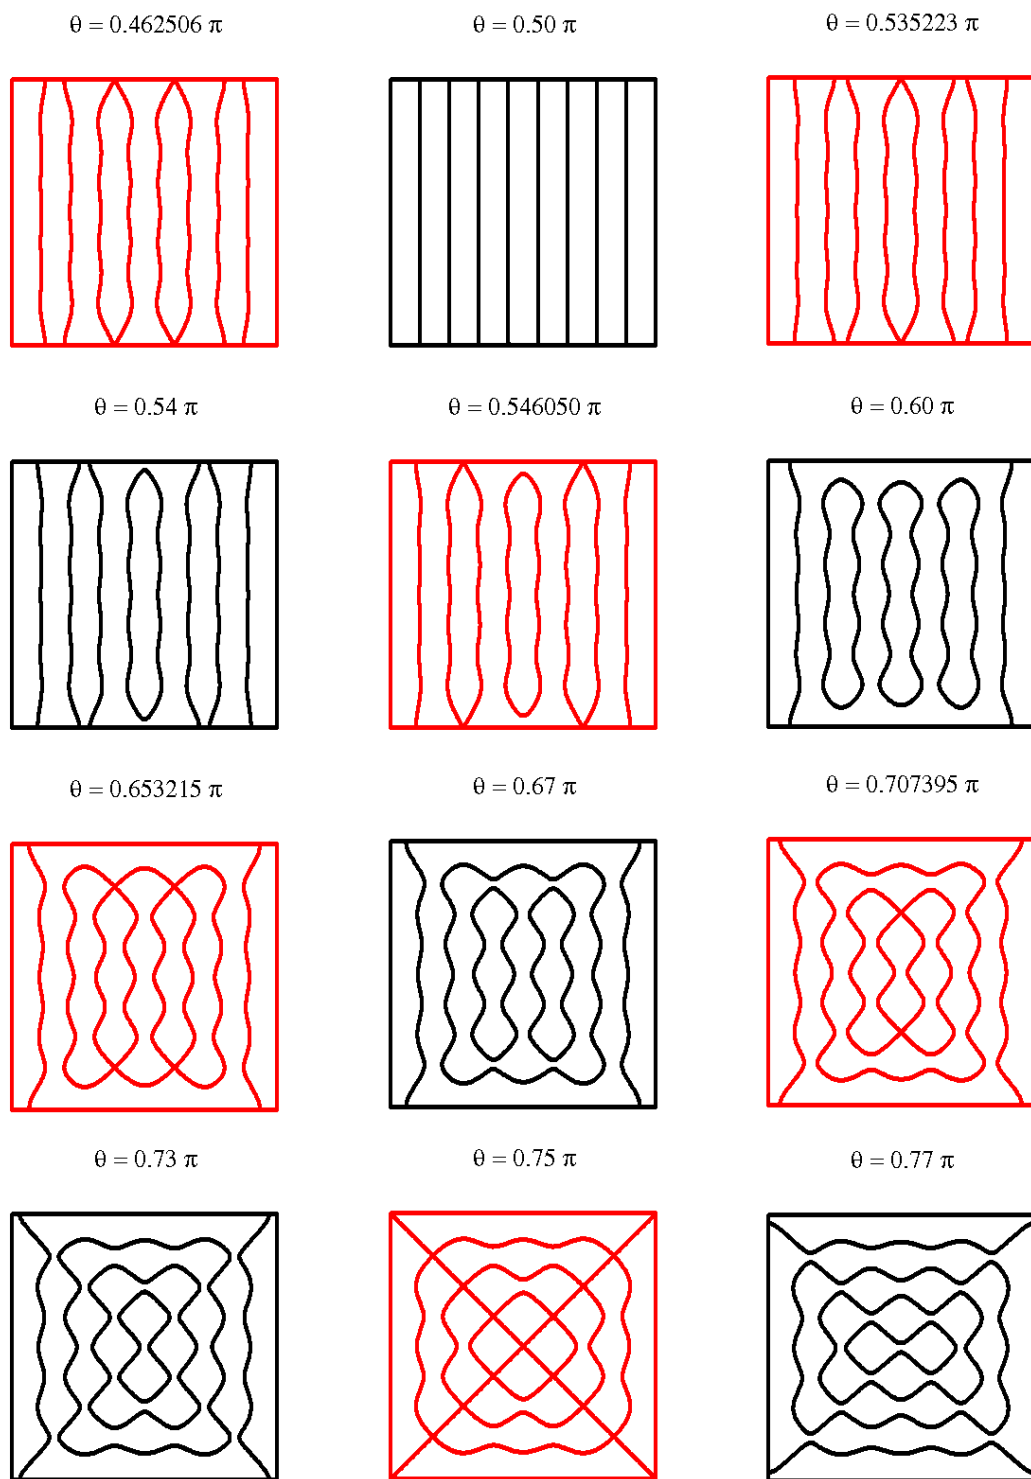 θ = 0.462506 π
θ = 0.50 π
θ = 0.535223 π
θ = 0.54 π
θ = 0.546050 π
θ = 0.60 π
θ = 0.653215 π
θ = 0.67 π
θ = 0.707395 π
θ = 0.73 π
θ = 0.75 π
θ = 0.77 π